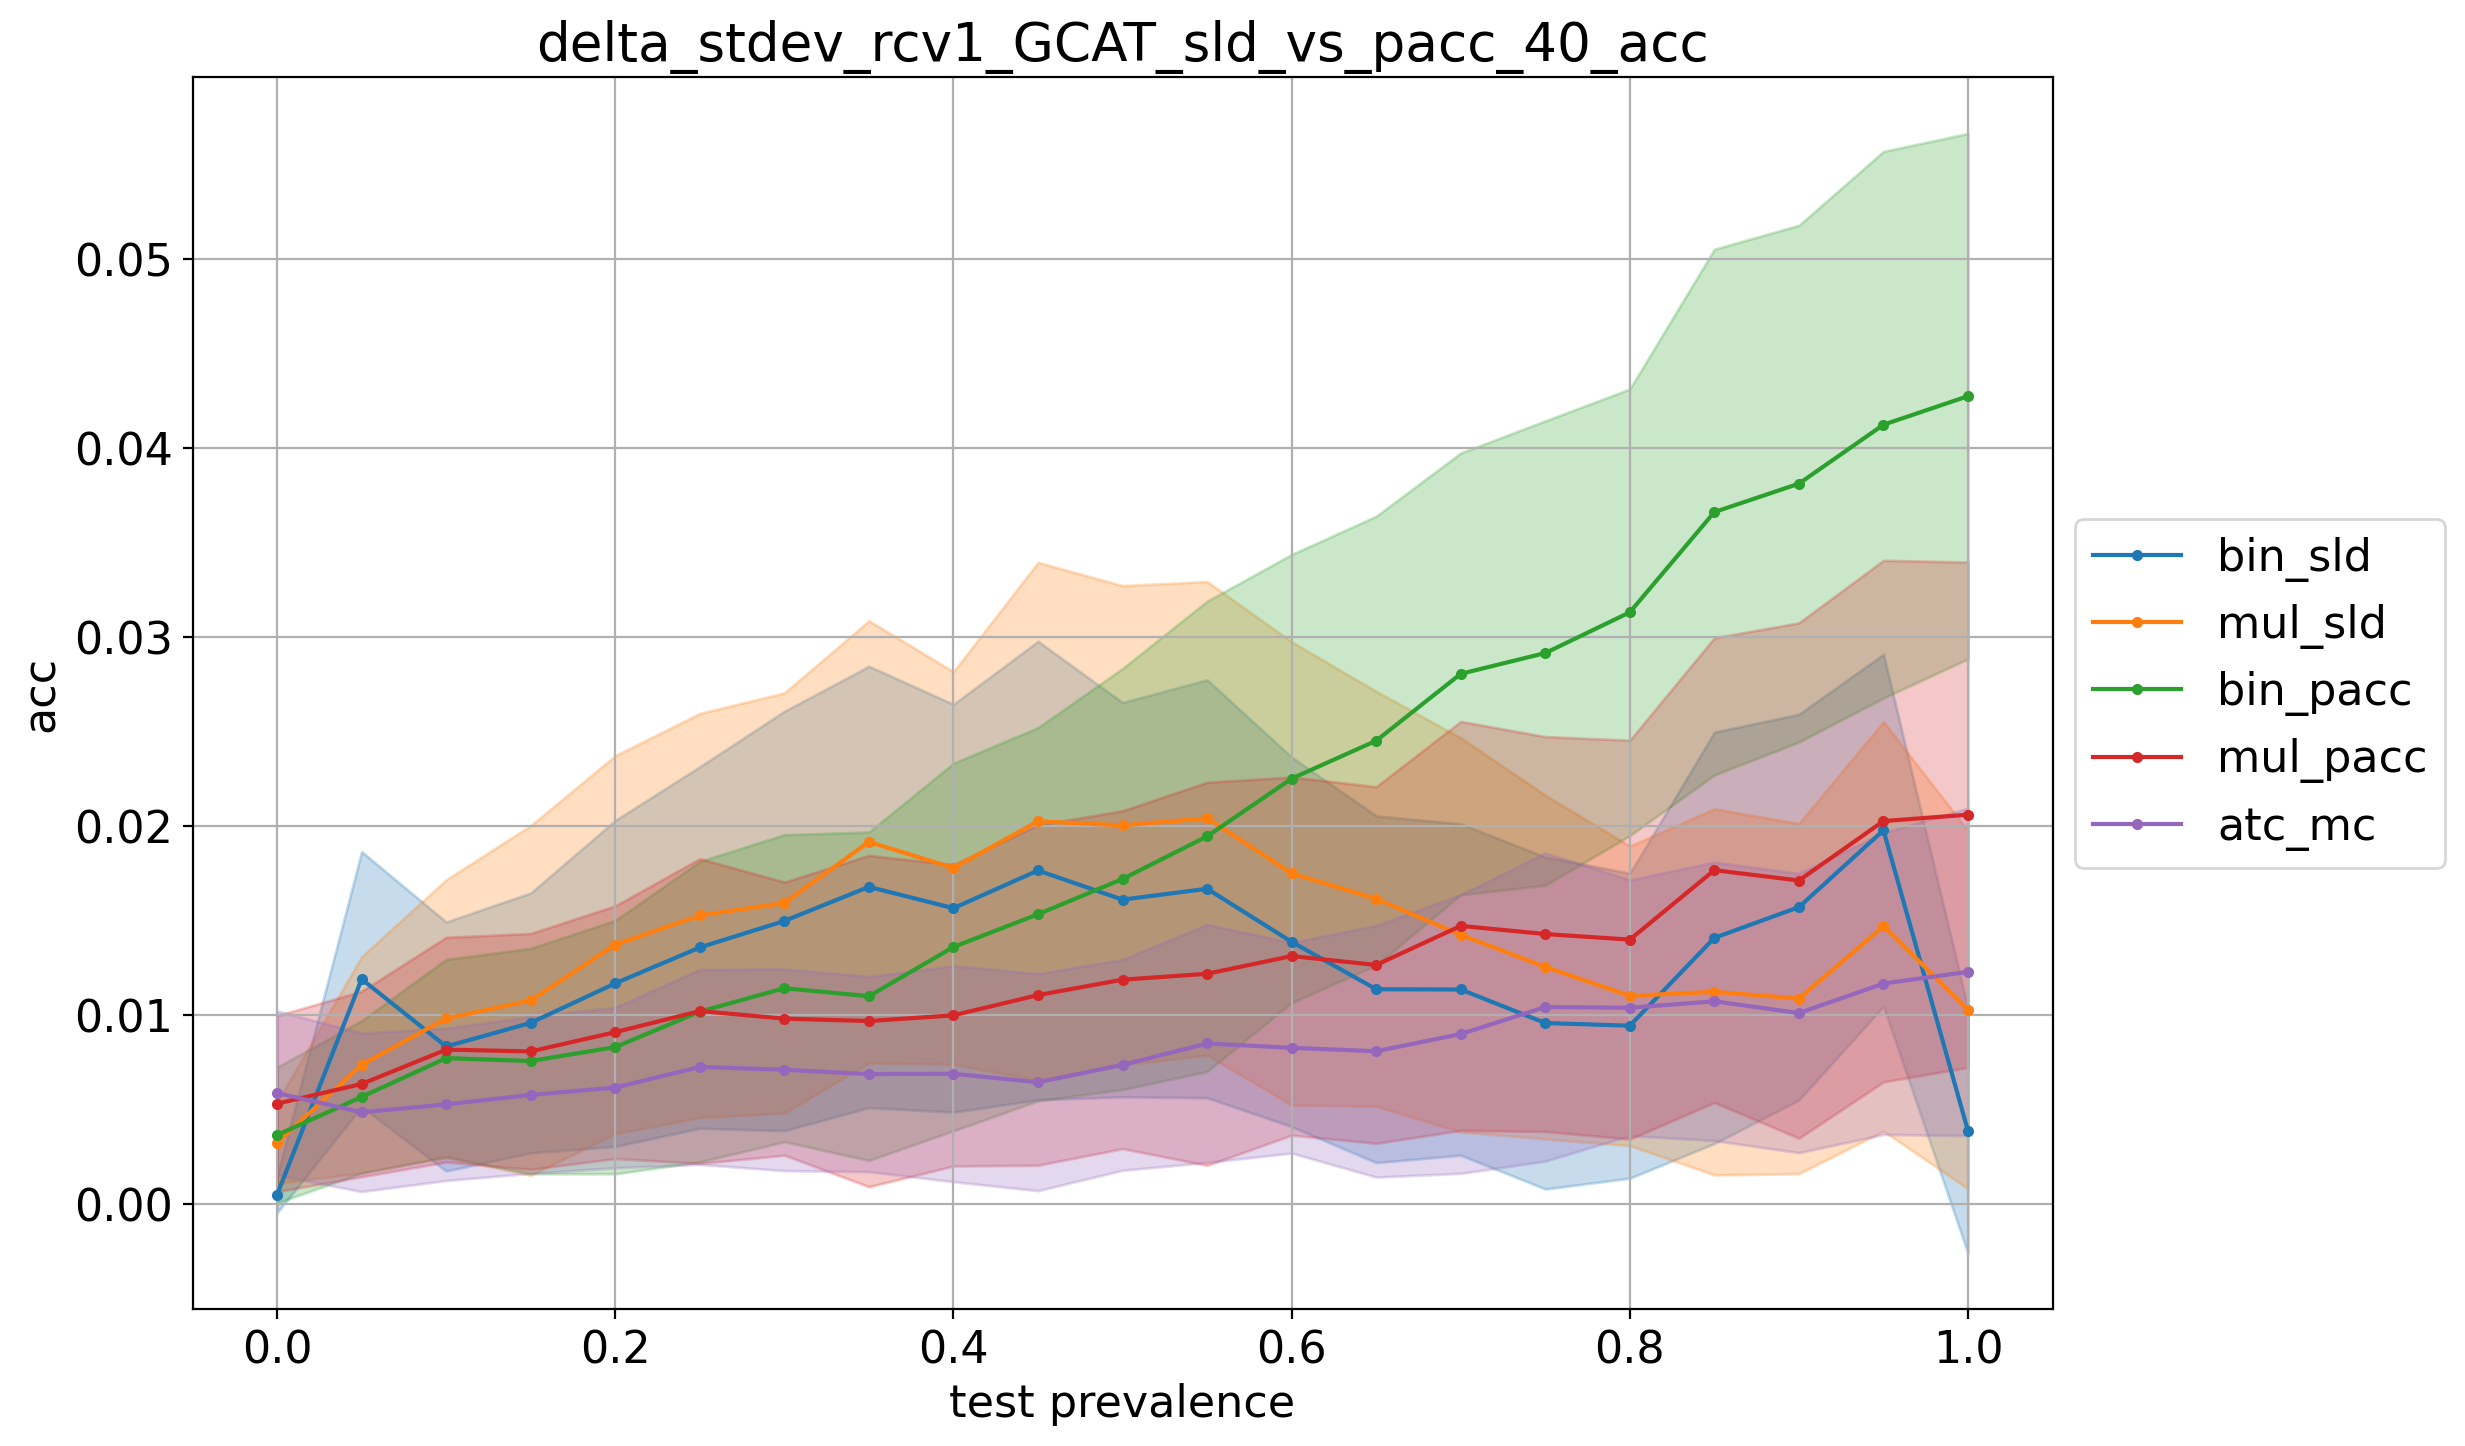 delta_stdev_rcv1_GCAT_sld_vs_pacc_40_acc
acc
0.05
0.04
0.03
0.02
0.01
0.00
0.0 0.2 0.4 0.6 0.8 1.0
test prevalence
bin_sld
mul_sld
bin_pacc
mul_pacc
atc_mc